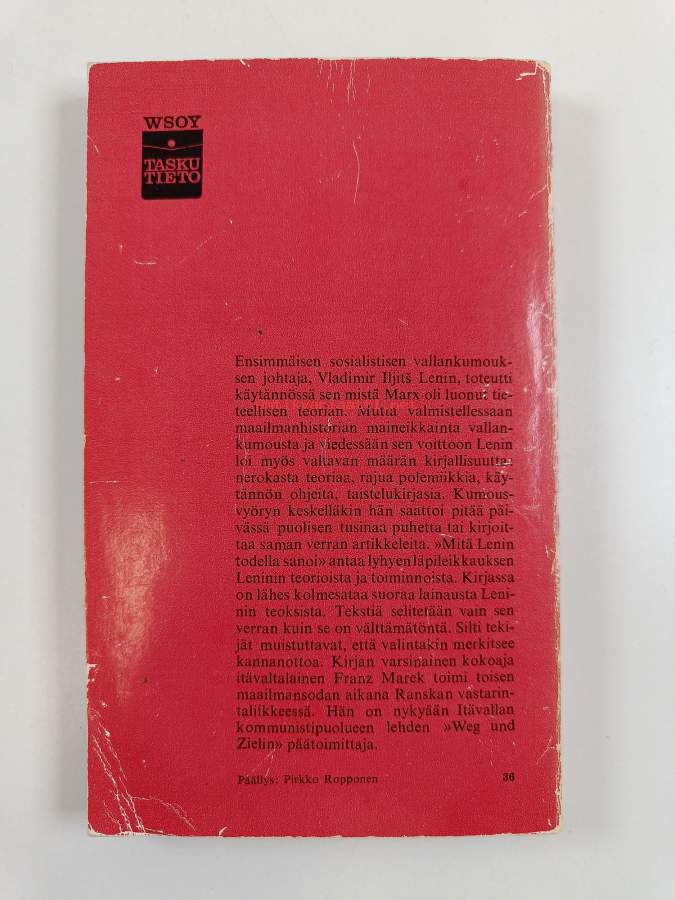 WSOY
TASKU
TIETO
Ensimmäisen sosialistisen vallankumouk-
sen johtaja, Vladimir Iljitš Lenin, toteutti
käytännössä sen mistä Marx oli luonut tie-
teellisen teorian. Mutta valmistellessaan
maailmanhistorian maineikkainta vallan-
kumousta ja viedessään sen voittoon Lenin
loi myös valtavan määrän kirjallisuutta,
nerokasta teoriaa, rajua polemiikkia, käy-
tännön ohjeita, taistelukirjasia. Kumous-
vyöryn keskelläkin hän saattoi pitää päi-
vässä puolisen tusinaa puhetta tai kirjoit-
taa saman verran artikkeleita. »Mitä Lenin
todella sanoi» antaa lyhyen läpileikkauksen
Leninin teorioista ja toiminnoista. Kirjassa
on lähes kolmesataa suoraa lainausta Leni-
nin teoksista. Tekstiä selitetään vain sen
verran kuin se on välttämätöntä. Silti teki-
jät muistuttavat, että valintakin merkitsee
kannanottoa. Kirjan varsinainen kokoaja
itävaltalainen Franz Marek toimi toisen
maailmansodan aikana Ranskan vastarin-
taliikkeessä. Hän on nykyään Itävallan
kommunistipuolueen lehden »Weg und
Zielin» päätoimittaja.
Päällys: Pirkko Ropponen 36